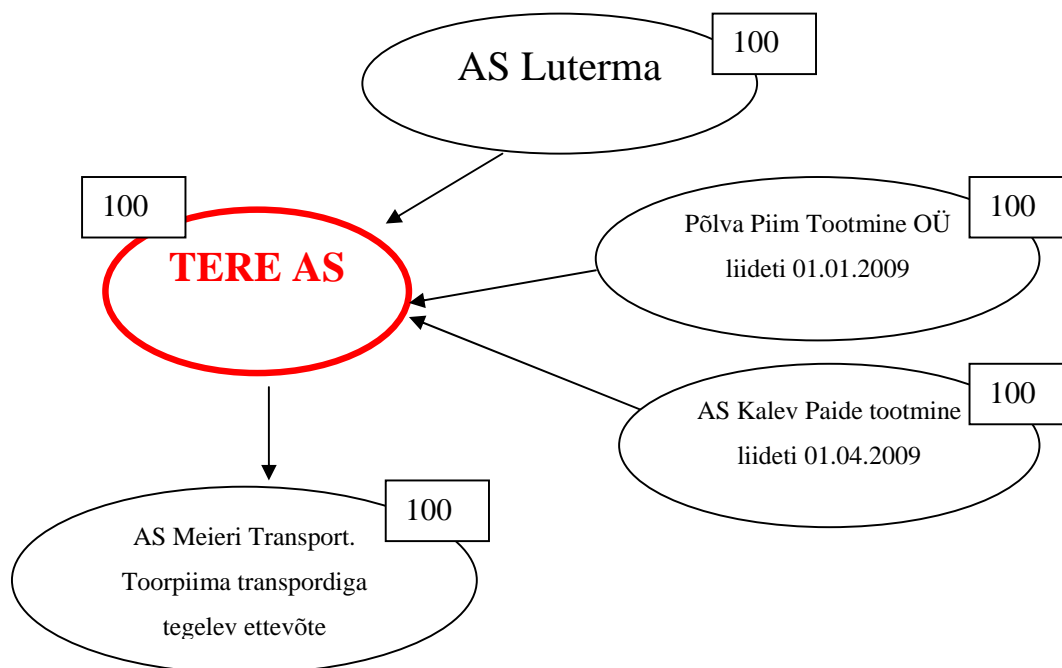 100
AS Luterma
100
TERE AS
100
Põlva Piim Tootmine OÜ
liideti 01.01.2009
100
AS Kalev Paide tootmine
liideti 01.04.2009
100
AS Meieri Transport.
Toorpiima transpordiga
tegelev ettevõte